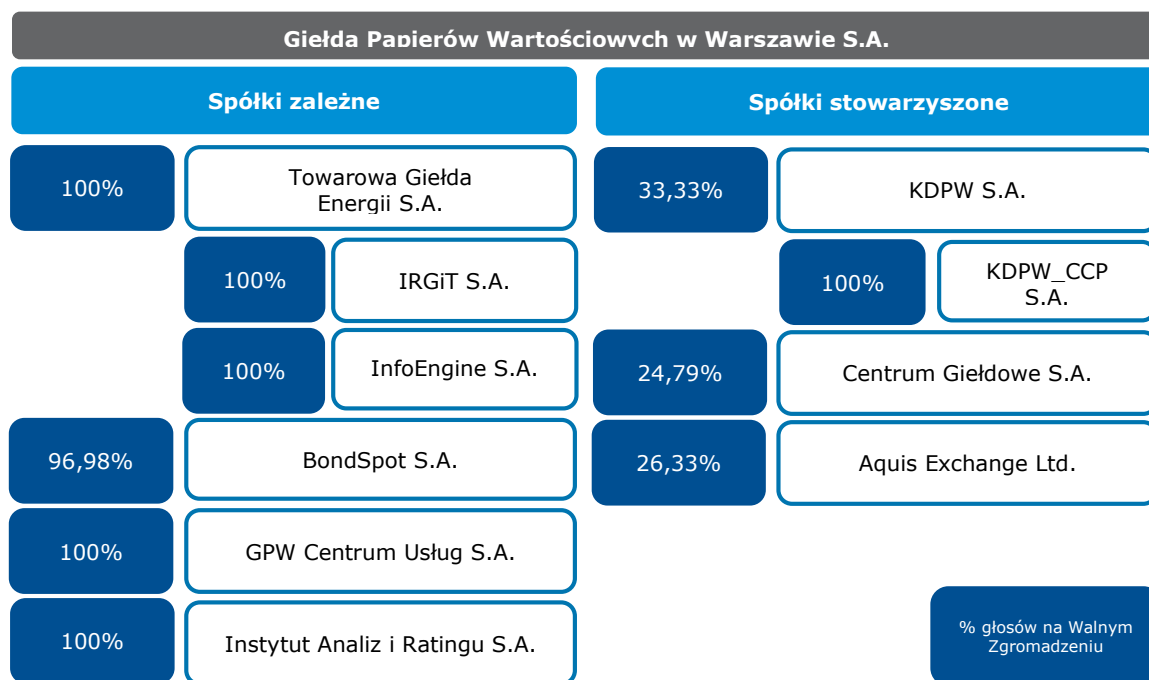 Giełda Papierów Wartościowych w Warszawie S.A.
Spółki zależne
Spółki stowarzyszone
100%
Towarowa Giełda
Energii S.A.
33,33%
KDPW S.A.
100%
IRGiT S.A.
100%
KDPW_CCP
S.A.
100%
InfoEngine S.A.
24,79%
Centrum Giełdowe S.A.
96,98%
BondSpot S.A.
26,33%
Aquis Exchange Ltd.
100%
GPW Centrum Usług S.A.
100%
Instytut Analiz i Ratingu S.A.
% głosów na Walnym
Zgromadzeniu